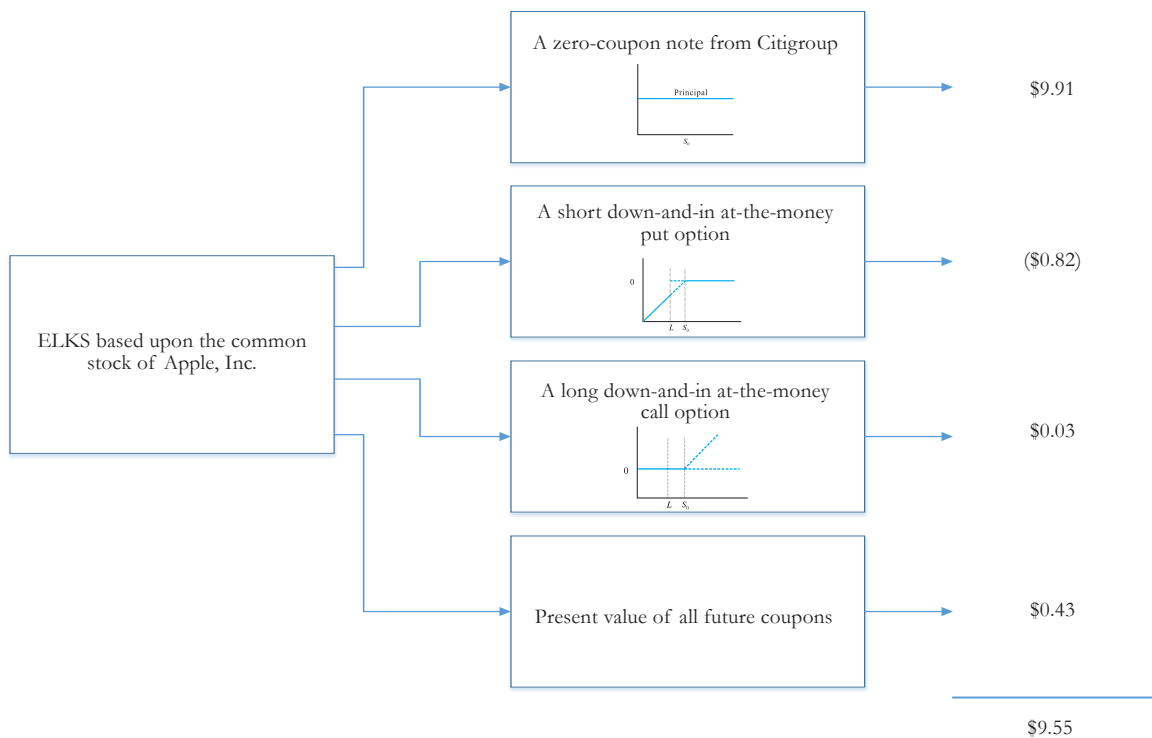 A zero-coupon note from Citigroup
Principal
S₀
$9.91
A short down-and-in at-the-money
put option
0
L S₀
($0.82)
ELKS based upon the common
stock of Apple, Inc.
A long down-and-in at-the-money
call option
0
L S₀
$0.03
Present value of all future coupons
$0.43
$9.55